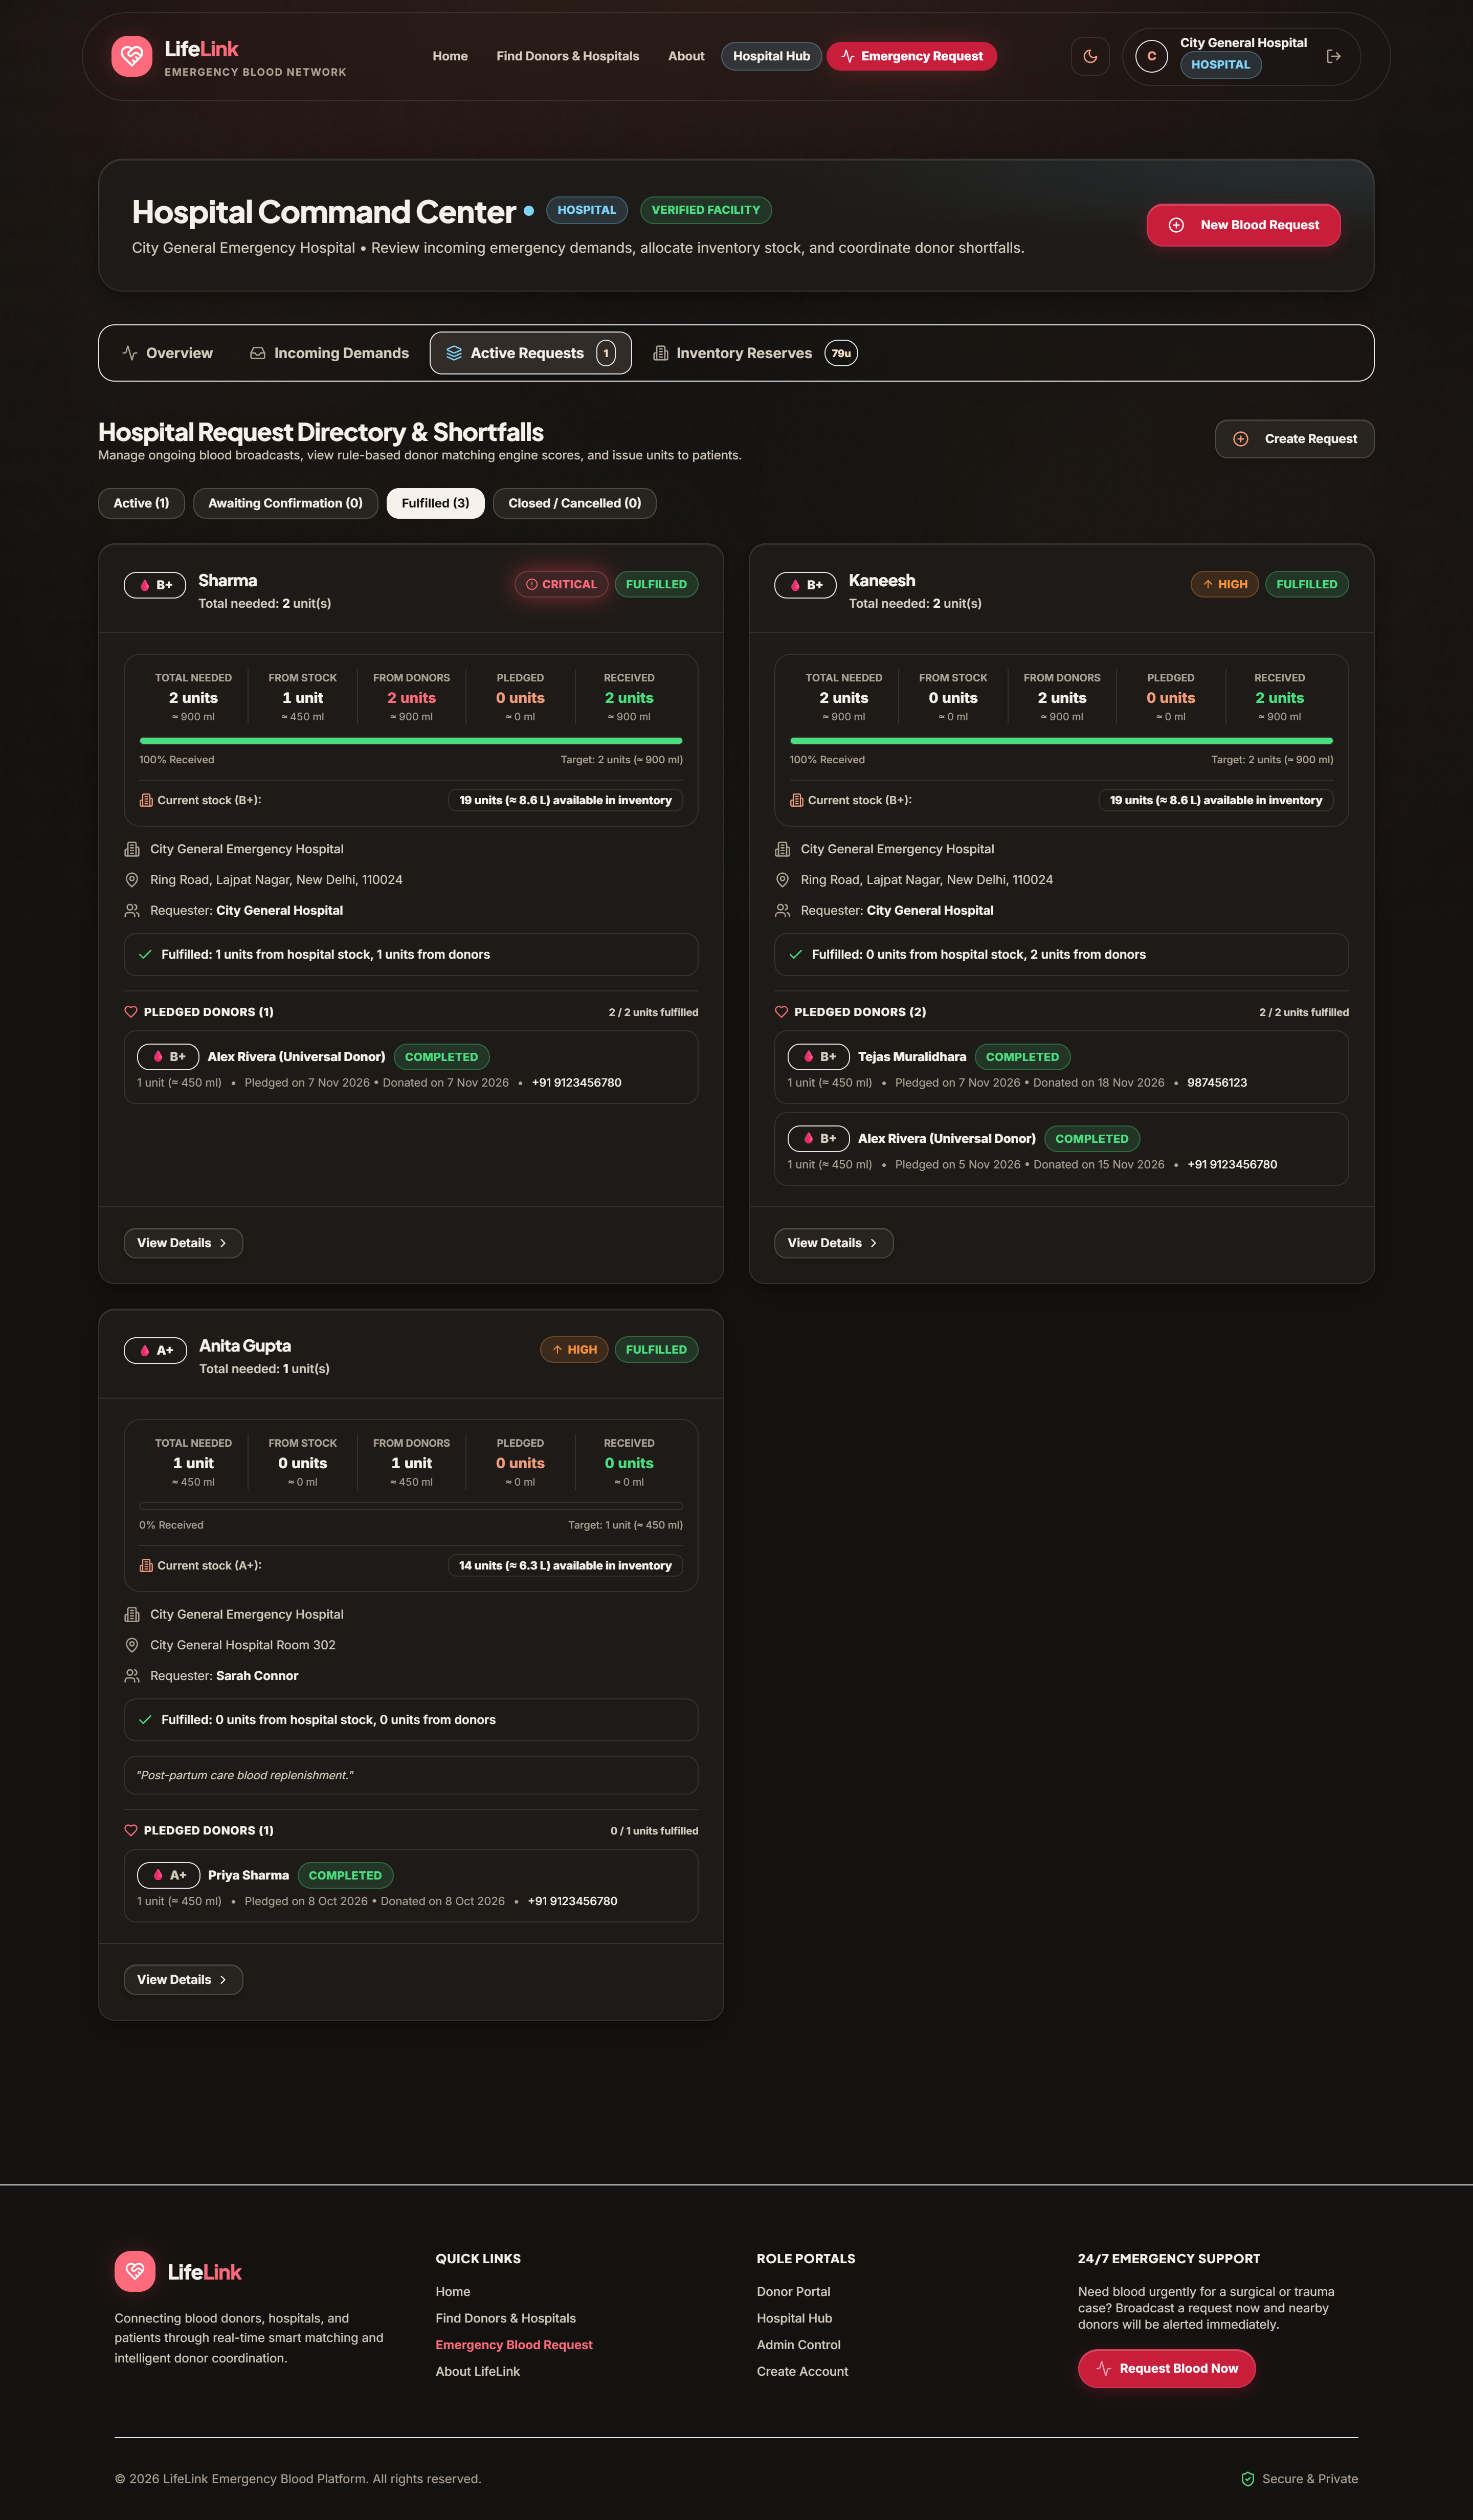 LifeLink
EMERGENCY BLOOD NETWORK
Home
Find Donors & Hospitals
About
Hospital Hub
Emergency Request
C
City General Hospital
HOSPITAL
Hospital Command Center
HOSPITAL
VERIFIED FACILITY
City General Emergency Hospital • Review incoming emergency demands, allocate inventory stock, and coordinate donor shortfalls.
New Blood Request
Overview
Incoming Demands
Active Requests 1
Inventory Reserves 79u
Hospital Request Directory & Shortfalls
Manage ongoing blood broadcasts, view rule-based donor matching engine scores, and issue units to patients.
Create Request
Active (1)
Awaiting Confirmation (0)
Fulfilled (3)
Closed / Cancelled (0)
B+
Sharma
Total needed: 2 unit(s)
CRITICAL
FULFILLED
TOTAL NEEDED
2 units
≈ 900 ml
FROM STOCK
1 unit
≈ 450 ml
FROM DONORS
2 units
≈ 900 ml
PLEDGED
0 units
≈ 0 ml
RECEIVED
2 units
≈ 900 ml
100% Received
Target: 2 units (≈ 900 ml)
Current stock (B+):
19 units (≈ 8.6 L) available in inventory
City General Emergency Hospital
Ring Road, Lajpat Nagar, New Delhi, 110024
Requester: City General Hospital
Fulfilled: 1 units from hospital stock, 1 units from donors
PLEDGED DONORS (1)
2 / 2 units fulfilled
B+
Alex Rivera (Universal Donor)
COMPLETED
1 unit (≈ 450 ml) • Pledged on 7 Nov 2026 • Donated on 7 Nov 2026 • +91 9123456780
View Details
B+
Kaneesh
Total needed: 2 unit(s)
HIGH
FULFILLED
TOTAL NEEDED
2 units
≈ 900 ml
FROM STOCK
0 units
≈ 0 ml
FROM DONORS
2 units
≈ 900 ml
PLEDGED
0 units
≈ 0 ml
RECEIVED
2 units
≈ 900 ml
100% Received
Target: 2 units (≈ 900 ml)
Current stock (B+):
19 units (≈ 8.6 L) available in inventory
City General Emergency Hospital
Ring Road, Lajpat Nagar, New Delhi, 110024
Requester: City General Hospital
Fulfilled: 0 units from hospital stock, 2 units from donors
PLEDGED DONORS (2)
2 / 2 units fulfilled
B+
Tejas Muralidhara
COMPLETED
1 unit (≈ 450 ml) • Pledged on 7 Nov 2026 • Donated on 18 Nov 2026 • 987456123
B+
Alex Rivera (Universal Donor)
COMPLETED
1 unit (≈ 450 ml) • Pledged on 5 Nov 2026 • Donated on 15 Nov 2026 • +91 9123456780
View Details
A+
Anita Gupta
Total needed: 1 unit(s)
HIGH
FULFILLED
TOTAL NEEDED
1 unit
≈ 450 ml
FROM STOCK
0 units
≈ 0 ml
FROM DONORS
1 unit
≈ 450 ml
PLEDGED
0 units
≈ 0 ml
RECEIVED
0 units
≈ 0 ml
0% Received
Target: 1 unit (≈ 450 ml)
Current stock (A+):
14 units (≈ 6.3 L) available in inventory
City General Emergency Hospital
City General Hospital Room 302
Requester: Sarah Connor
Fulfilled: 0 units from hospital stock, 0 units from donors
"Post-partum care blood replenishment."
PLEDGED DONORS (1)
0 / 1 units fulfilled
A+
Priya Sharma
COMPLETED
1 unit (≈ 450 ml) • Pledged on 8 Oct 2026 • Donated on 8 Oct 2026 • +91 9123456780
View Details
LifeLink
Connecting blood donors, hospitals, and
patients through real-time smart matching and
intelligent donor coordination.
QUICK LINKS
Home
Find Donors & Hospitals
Emergency Blood Request
About LifeLink
ROLE PORTALS
Donor Portal
Hospital Hub
Admin Control
Create Account
24/7 EMERGENCY SUPPORT
Need blood urgently for a surgical or trauma
case? Broadcast a request now and nearby
donors will be alerted immediately.
Request Blood Now
© 2026 LifeLink Emergency Blood Platform. All rights reserved.
Secure & Private